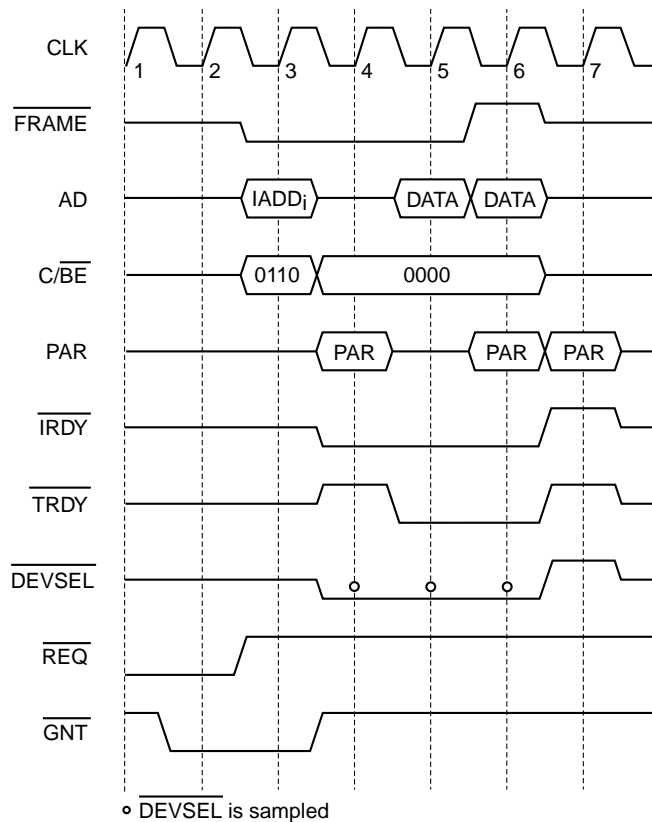 CLK
1 2 3 4 5 6 7
FRAME
AD IADDi DATA DATA
C/BE 0110 0000
PAR PAR PAR PAR
IRDY
TRDY
DEVSEL
REQ
GNT
DEVSEL is sampled